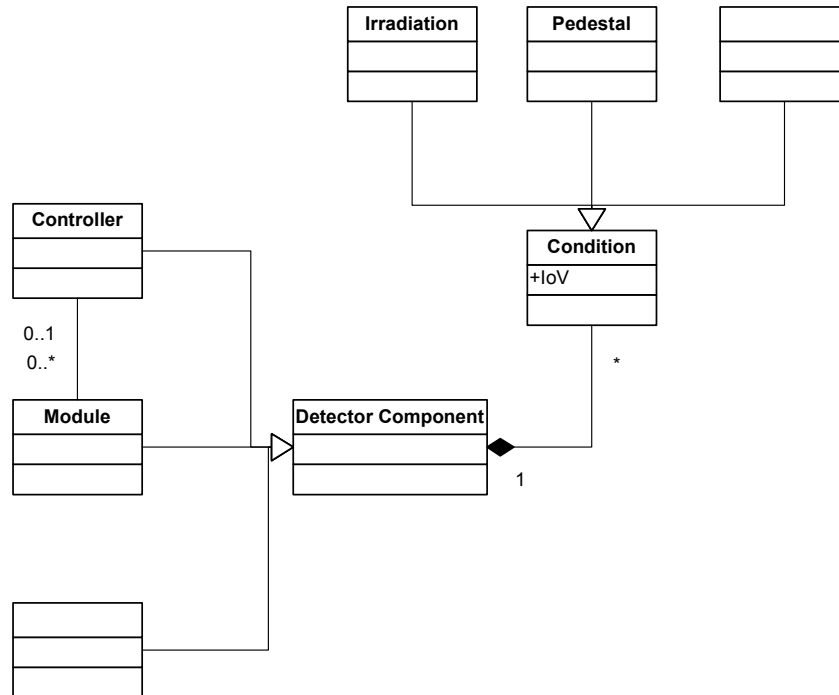 Irradiation
Pedestal
Controller
Condition
+IoV
0..1
0..*
*
Module
Detector Component
1